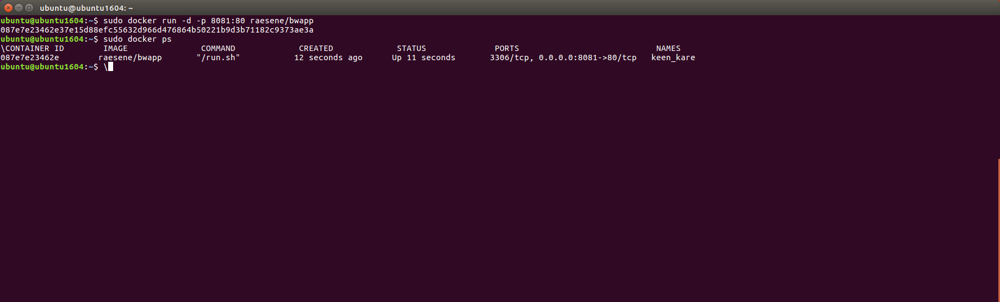 ubuntu@ubuntu1604: ~
ubuntu@ubuntu1604:~$ sudo docker run -d -p 8081:80 raesene/bwapp
087e7e23462e37e15d88efc55632d966d476864b50221b9d3b71182c9373ae3a
ubuntu@ubuntu1604:~$ sudo docker ps
\CONTAINER ID        IMAGE               COMMAND             CREATED             STATUS              PORTS                            NAMES
087e7e23462e        raesene/bwapp       "/run.sh"           12 seconds ago      Up 11 seconds       3306/tcp, 0.0.0.0:8081->80/tcp   keen_kare
ubuntu@ubuntu1604:~$ \